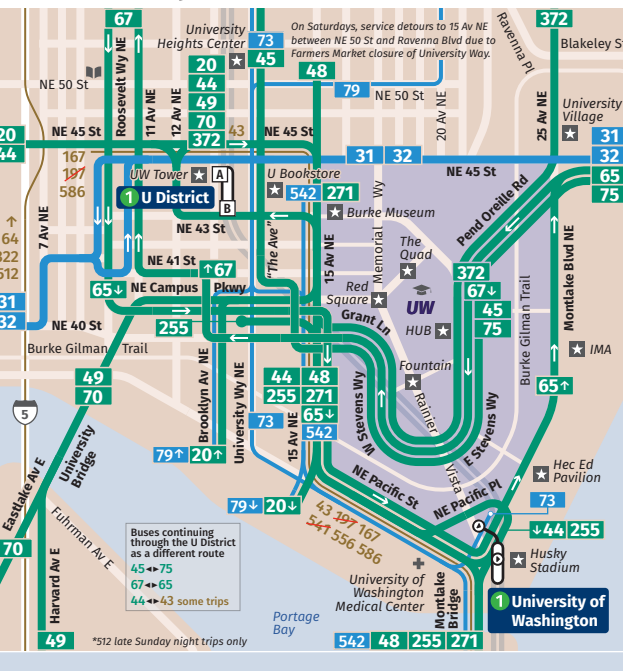 67
University
Heights Center
73
45
On Saturdays, service detours to 15 Av NE
between NE 50 St and Ravenna Blvd due to
Farmers Market closure of University Way.
372
Ravenna Pl
Blakeley St
Roosevelt Wy NE
11 Av NE
12 Av NE
20
44
49
70
372
48
79
NE 50 St
NE 50 St
20 Av NE
25 Av NE
University
Village
31
32
65
75
20
44
NE 45 St
43
NE 45 St
167
197
586
31
32
NE 45 St
UW Tower
A
B
U Bookstore
542
271
1 U District
Burke Museum
NE 43 St
7 Av NE
64
322
512
"The Ave"
15 Av NE
Memorial Wy
The
Quad
Pend Oreille Rd
Montlake Blvd NE
NE 41 St
↑67
372
67↓
45
75
65↓
NE Campus Pkwy
Red
Square
UW
HUB
31
32
NE 40 St
255
Grant Ln
Burke Gilman Trail
Burke Gilman Trail
IMA
Fountain
49
70
44
48
255
271
65↓
542
65↑
5
Brooklyn Av NE
University Wy NE
73
15 Av NE
W Stevens Wy
Rainier Vista
E Stevens Wy
University
Bridge
79↑
20↑
Eastlake Av E
Hec Ed
Pavilion
NE Pacific St
NE Pacific Pl
73
79↓
20↓
43 197 167
541 556 586
↓44
255
Fuhrman Av E
Buses continuing
through the U District
as a different route
45◂▸75
67◂▸65
44◂▸43 some trips
70
Harvard Av E
Husky
Stadium
University of
Washington
Medical Center
Montlake
Bridge
1 University of
Washington
Portage
Bay
49
*512 late Sunday night trips only
542
48
255
271